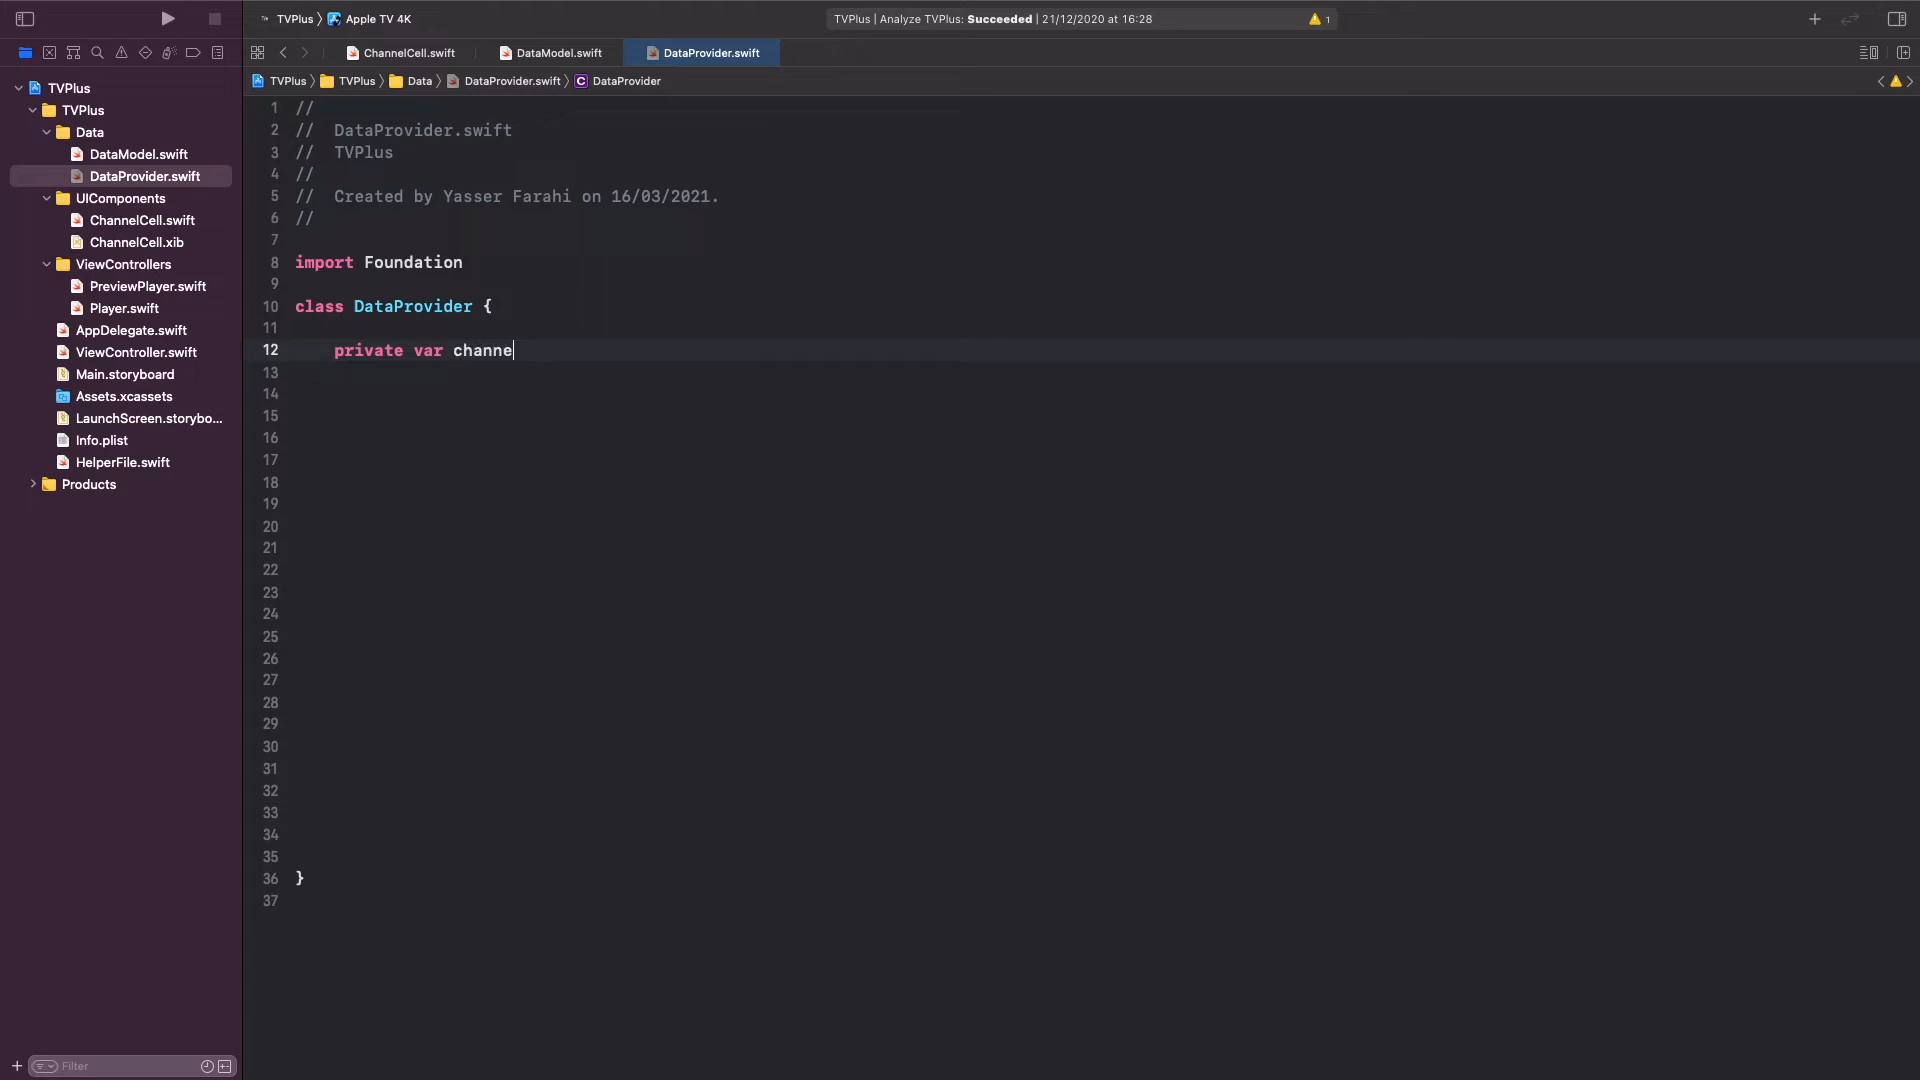 TVPlus 〉 Apple TV 4K
TVPlus | Analyze TVPlus: Succeeded | 21/12/2020 at 16:28
1
ChannelCell.swift
DataModel.swift
DataProvider.swift
TVPlus 〉 TVPlus 〉 Data 〉 DataProvider.swift 〉 C DataProvider
TVPlus
TVPlus
Data
DataModel.swift
DataProvider.swift
UIComponents
ChannelCell.swift
ChannelCell.xib
ViewControllers
PreviewPlayer.swift
Player.swift
AppDelegate.swift
ViewController.swift
Main.storyboard
Assets.xcassets
LaunchScreen.storybo...
Info.plist
HelperFile.swift
Products
Filter
1 //
2 // DataProvider.swift
3 // TVPlus
4 //
5 // Created by Yasser Farahi on 16/03/2021.
6 //
7
8 import Foundation
9
10 class DataProvider {
11
12 private var channe
13
14
15
16
17
18
19
20
21
22
23
24
25
26
27
28
29
30
31
32
33
34
35
36 }
37